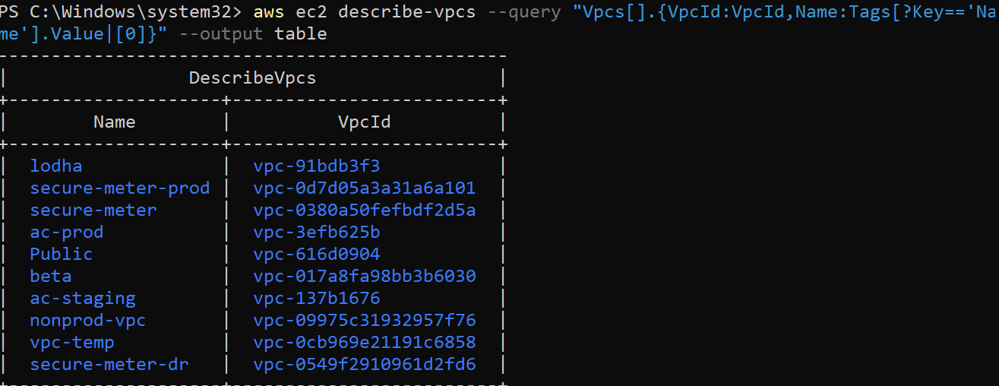 PS C:\Windows\system32> aws ec2 describe-vpcs --query "Vpcs[].{VpcId:VpcId,Name:Tags[?Key=='Na
me'].Value|[0]}" --output table
------------------------------------------------
|                 DescribeVpcs                 |
+--------------------+-------------------------+
|        Name        |          VpcId          |
+--------------------+-------------------------+
|  lodha             |  vpc-91bdb3f3           |
|  secure-meter-prod |  vpc-0d7d05a3a31a6a101  |
|  secure-meter      |  vpc-0380a50fefbdf2d5a  |
|  ac-prod           |  vpc-3efb625b           |
|  Public            |  vpc-616d0904           |
|  beta              |  vpc-017a8fa98bb3b6030  |
|  ac-staging        |  vpc-137b1676           |
|  nonprod-vpc       |  vpc-09975c31932957f76  |
|  vpc-temp          |  vpc-0cb969e21191c6858  |
|  secure-meter-dr   |  vpc-0549f2910961d2fd6  |
+--------------------+-------------------------+